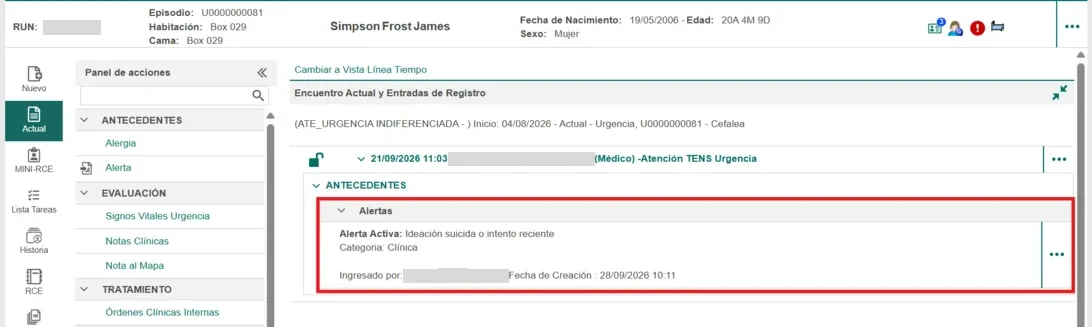 RUN:
Episodio: U0000000081
Habitación: Box 029
Cama: Box 029
Simpson Frost James
Fecha de Nacimiento: 19/05/2006 - Edad: 20A 4M 9D
Sexo: Mujer
3
Nuevo
Actual
MINI-RCE
Lista Tareas
Historia
RCE
Panel de acciones
ANTECEDENTES
Alergia
Alerta
EVALUACIÓN
Signos Vitales Urgencia
Notas Clínicas
Nota al Mapa
TRATAMIENTO
Órdenes Clínicas Internas
Cambiar a Vista Línea Tiempo
Encuentro Actual y Entradas de Registro
(ATE_URGENCIA INDIFERENCIADA - ) Inicio: 04/08/2026 - Actual - Urgencia, U0000000081 - Cefalea
21/09/2026 11:03 (Médico) -Atención TENS Urgencia
ANTECEDENTES
Alertas
Alerta Activa: Ideación suicida o intento reciente
Categoria: Clínica
Ingresado por: Fecha de Creación : 28/09/2026 10:11